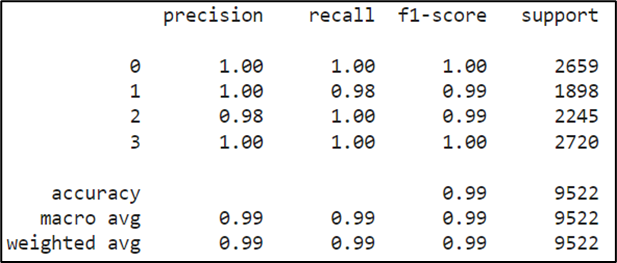 precision recall f1-score support
0 1.00 1.00 1.00 2659
1 1.00 0.98 0.99 1898
2 0.98 1.00 0.99 2245
3 1.00 1.00 1.00 2720
accuracy 0.99 9522
macro avg 0.99 0.99 0.99 9522
weighted avg 0.99 0.99 0.99 9522